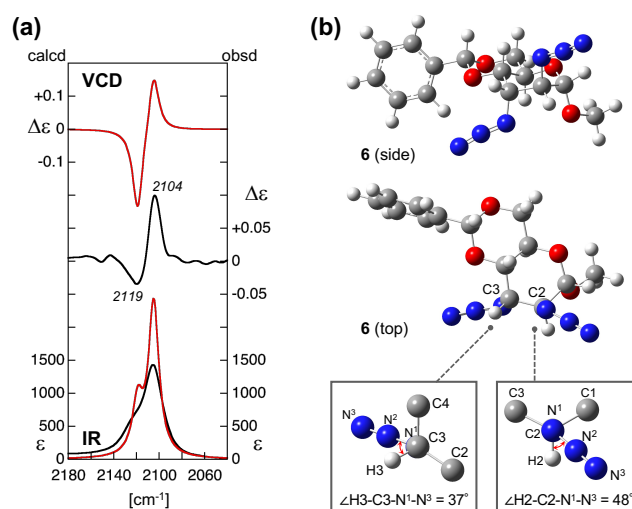 (a)
calcd
obsd
VCD
+0.1
Δε 0
-0.1
2104
Δε
+0.05
0
-0.05
2119
1500
1000
500
ε 0
1500
1000
500
0 ε
IR
2180 2140 2100 2060
[cm⁻¹]
(b)
6 (side)
C3 C2
6 (top)
C4
N³ N² N¹
C3
H3
C2
∠H3-C3-N¹-N³ = 37°
C3 N¹ C1
C2 N²
H2
N³
∠H2-C2-N¹-N³ = 48°